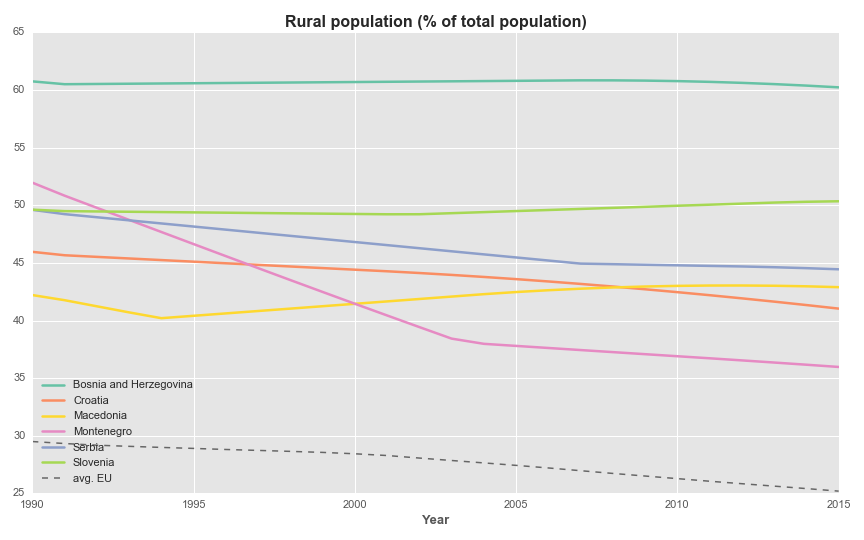 Rural population (% of total population)
65
60
55
50
45
40
35
30
25
Bosnia and Herzegovina
Croatia
Macedonia
Montenegro
Serbia
Slovenia
avg. EU
1990 1995 2000 2005 2010 2015
Year